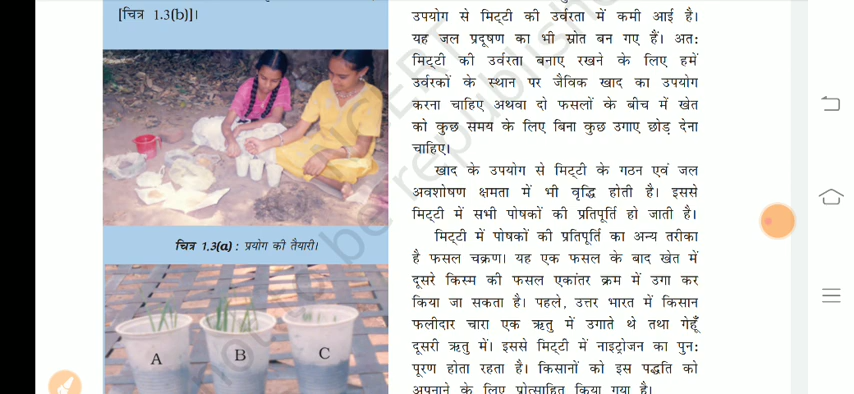 [चित्र 1.3(b)]।
चित्र 1.3(a) : प्रयोग की तैयारी।
A
B
C
उपयोग से मिट्टी की उर्वरता में कमी आई है।
यह जल प्रदूषण का भी स्रोत बन गए हैं। अतः
मिट्टी की उर्वरता बनाए रखने के लिए हमें
उर्वरकों के स्थान पर जैविक खाद का उपयोग
करना चाहिए अथवा दो फसलों के बीच में खेत
को कुछ समय के लिए बिना कुछ उगाए छोड़ देना
चाहिए।
खाद के उपयोग से मिट्टी के गठन एवं जल
अवशोषण क्षमता में भी वृद्धि होती है। इससे
मिट्टी में सभी पोषकों की प्रतिपूर्ति हो जाती है।
मिट्टी में पोषकों की प्रतिपूर्ति का अन्य तरीका
है फसल चक्रण। यह एक फसल के बाद खेत में
दूसरे किस्म की फसल एकांतर क्रम में उगा कर
किया जा सकता है। पहले, उत्तर भारत में किसान
फलीदार चारा एक ऋतु में उगाते थे तथा गेहूँ
दूसरी ऋतु में। इससे मिट्टी में नाइट्रोजन का पुनः
पूरण होता रहता है। किसानों को इस पद्धति को
अपनाने के लिए प्रोत्साहित किया गया है।